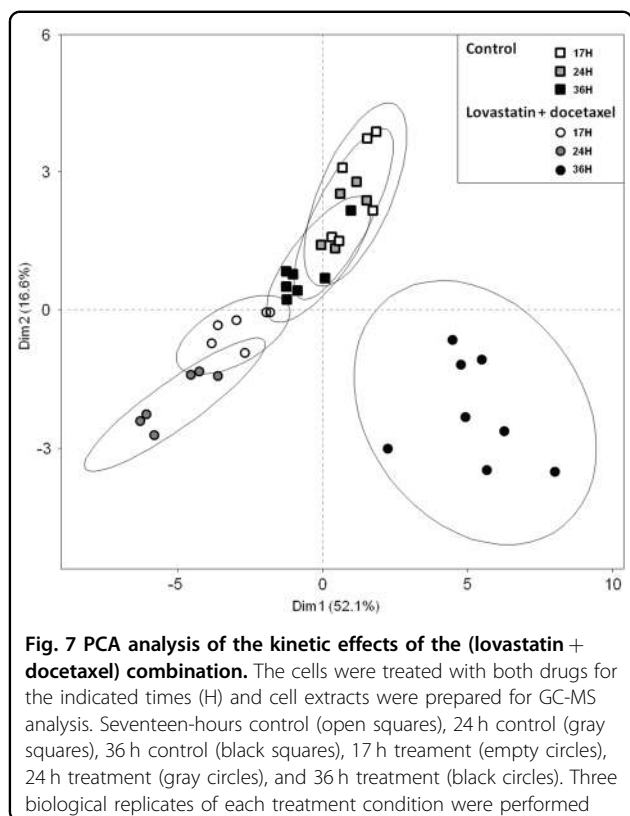 6
3
0
-3
Dim2 (16.6%)
Control
17H
24H
36H
Lovastatin + docetaxel
17H
24H
36H
-5
0
5
10
Dim1 (52.1%)
Fig. 7 PCA analysis of the kinetic effects of the (lovastatin +
docetaxel) combination. The cells were treated with both drugs for
the indicated times (H) and cell extracts were prepared for GC-MS
analysis. Seventeen-hours control (open squares), 24 h control (gray
squares), 36 h control (black squares), 17 h treament (empty circles),
24 h treatment (gray circles), and 36 h treatment (black circles). Three
biological replicates of each treatment condition were performed